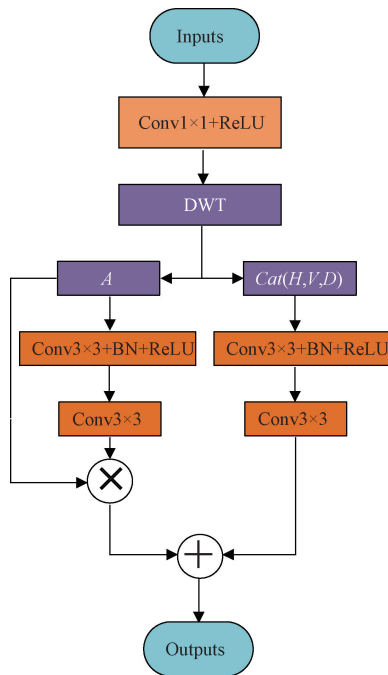 Inputs
Conv1×1+ReLU
DWT
A
Cat(H,V,D)
Conv3×3+BN+ReLU
Conv3×3+BN+ReLU
Conv3×3
Conv3×3
×
+
Outputs